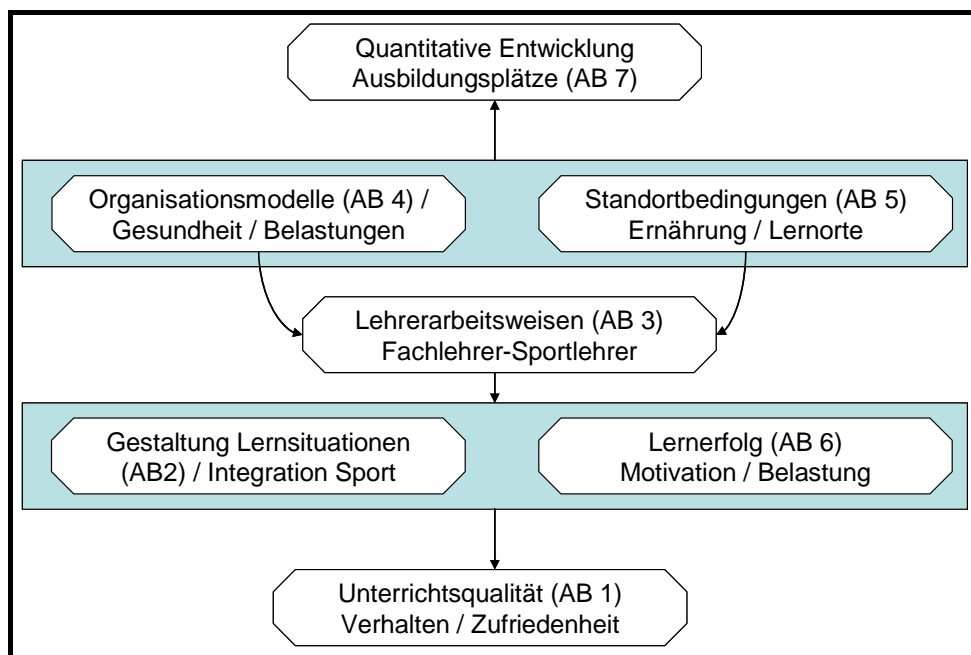 Quantitative Entwicklung
Ausbildungsplätze (AB 7)
Organisationsmodelle (AB 4) /
Gesundheit / Belastungen
Standortbedingungen (AB 5)
Ernährung / Lernorte
Lehrerarbeitsweisen (AB 3)
Fachlehrer-Sportlehrer
Gestaltung Lernsituationen
(AB2) / Integration Sport
Lernerfolg (AB 6)
Motivation / Belastung
Unterrichtsqualität (AB 1)
Verhalten / Zufriedenheit